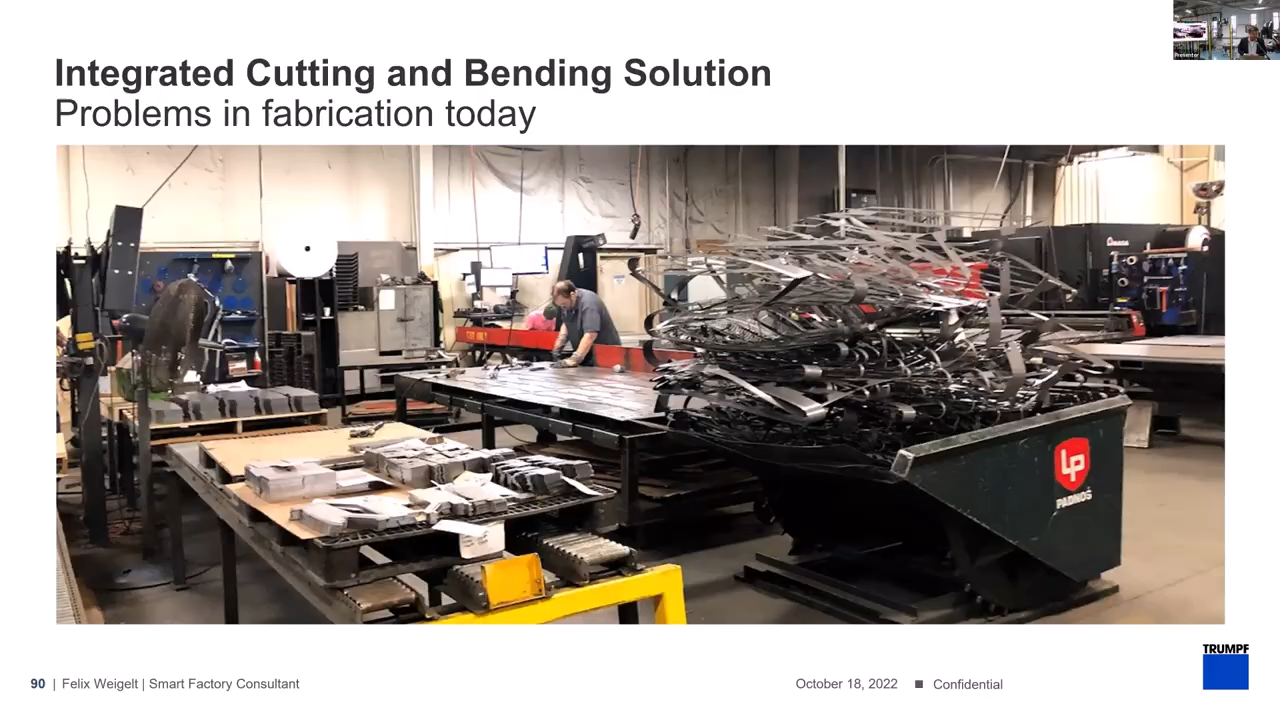 Presenter
Integrated Cutting and Bending Solution
Problems in fabrication today
LP
PADNOS
90 | Felix Weigelt | Smart Factory Consultant
October 18, 2022 ■ Confidential
TRUMPF